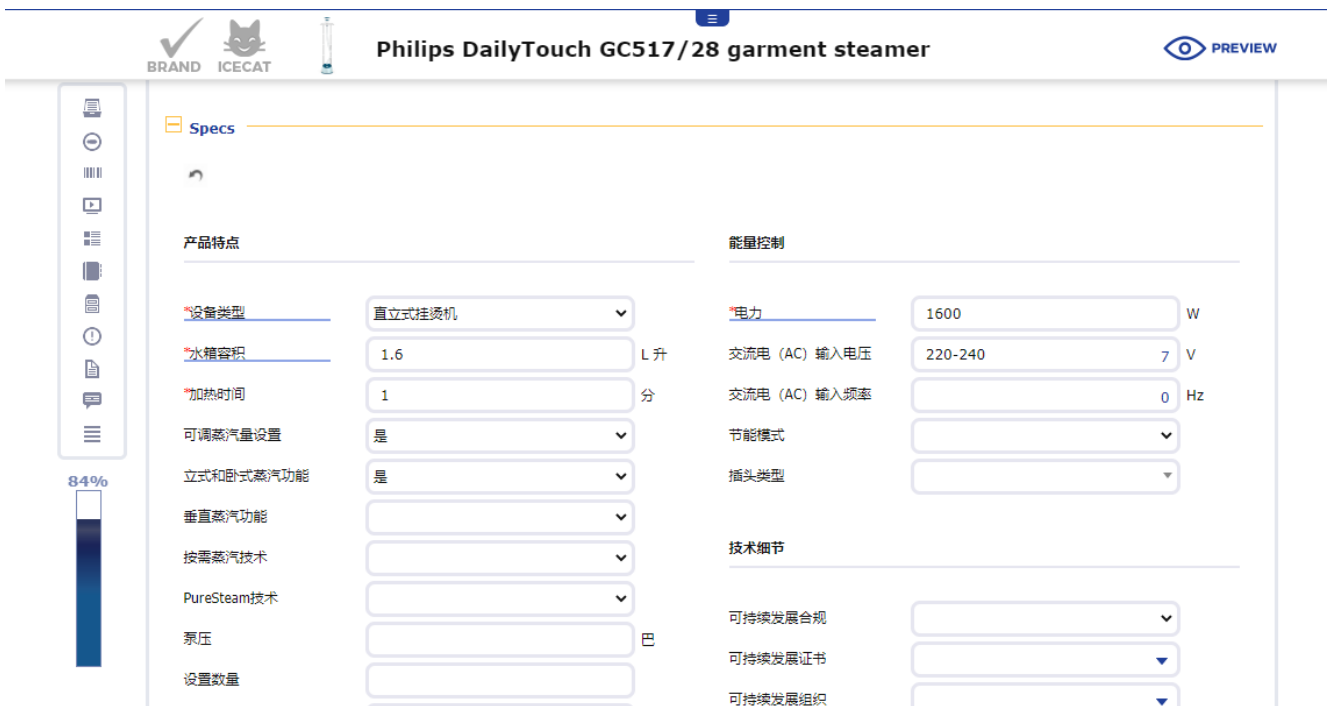 BRAND ICECAT
Philips DailyTouch GC517/28 garment steamer
PREVIEW
Specs
产品特点
*设备类型 直立式挂烫机
*水箱容积 1.6 L 升
*加热时间 1 分
可调蒸汽量设置 是
立式和卧式蒸汽功能 是
垂直蒸汽功能
按需蒸汽技术
PureSteam技术
泵压 巴
设置数量
能量控制
*电力 1600 W
交流电（AC）输入电压 220-240 7 V
交流电（AC）输入频率 0 Hz
节能模式
插头类型
技术细节
可持续发展合规
可持续发展证书
可持续发展组织
84%